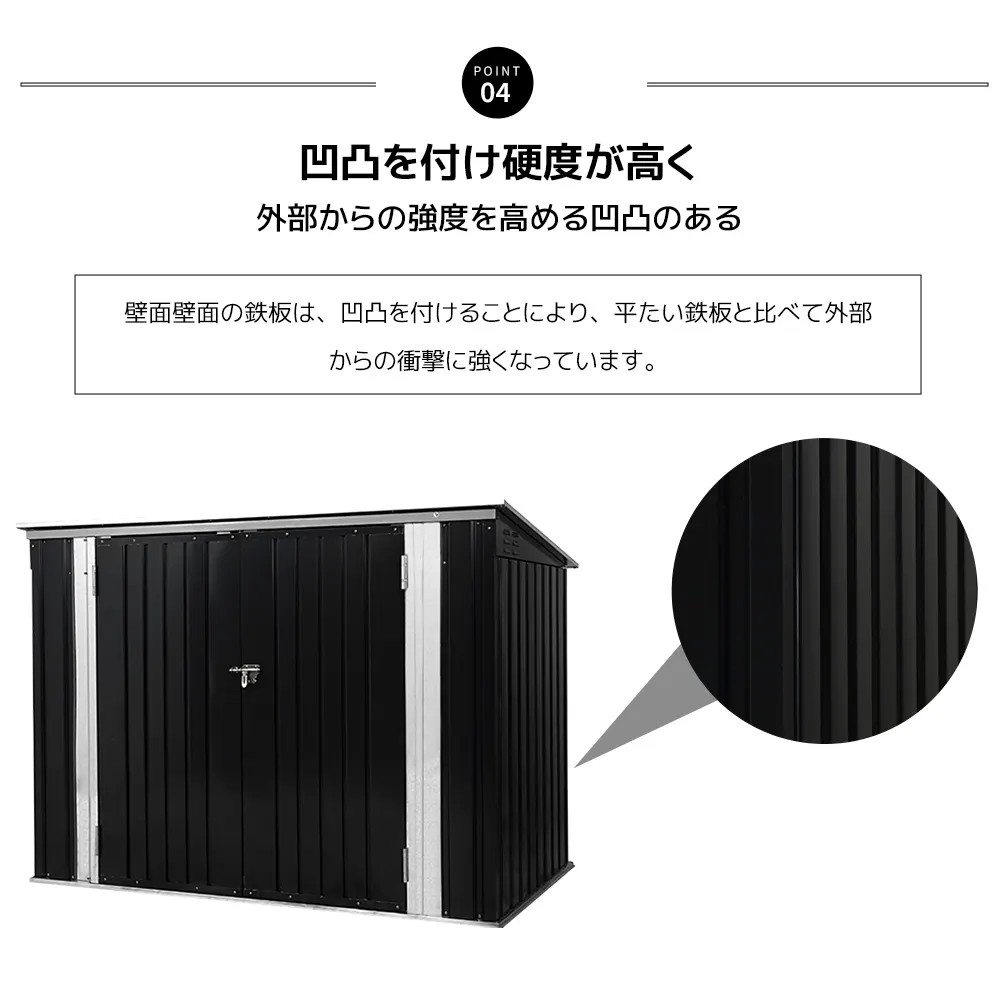 POINT
04
凹凸を付け硬度が高く
外部からの強度を高める凹凸のある
壁面壁面の鉄板は、凹凸を付けることにより、平たい鉄板と比べて外部
からの衝撃に強くなっています。